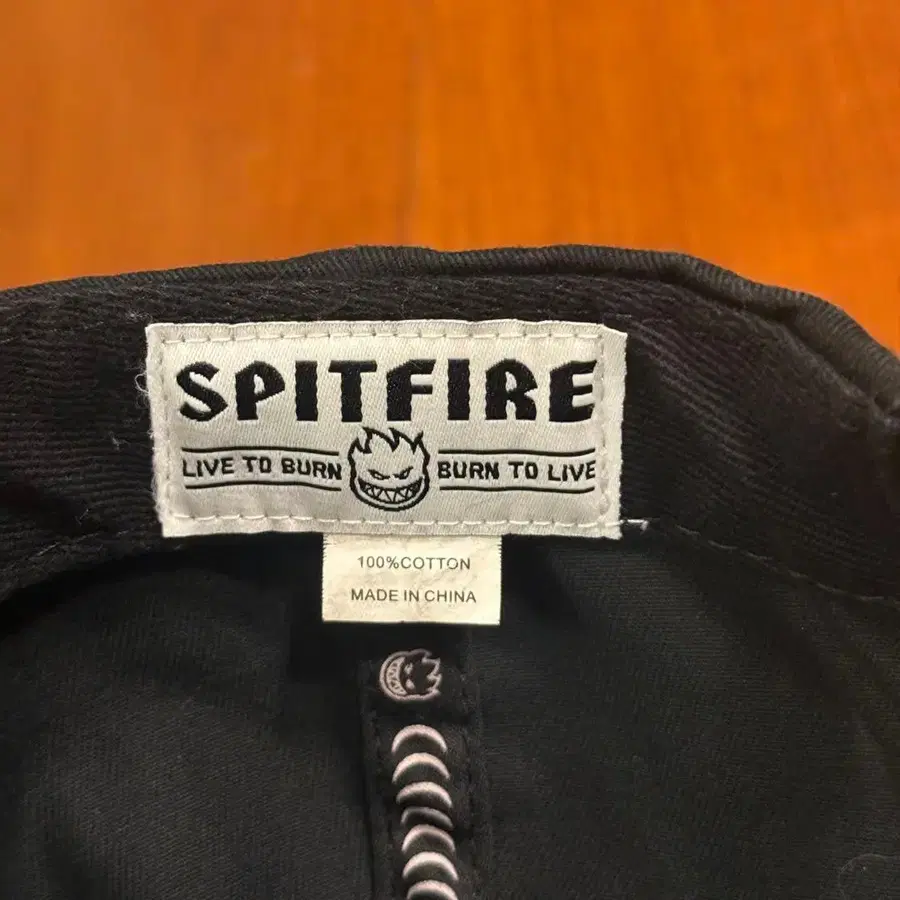 SPITFIRE
LIVE TO BURN BURN TO LIVE
100%COTTON
MADE IN CHINA